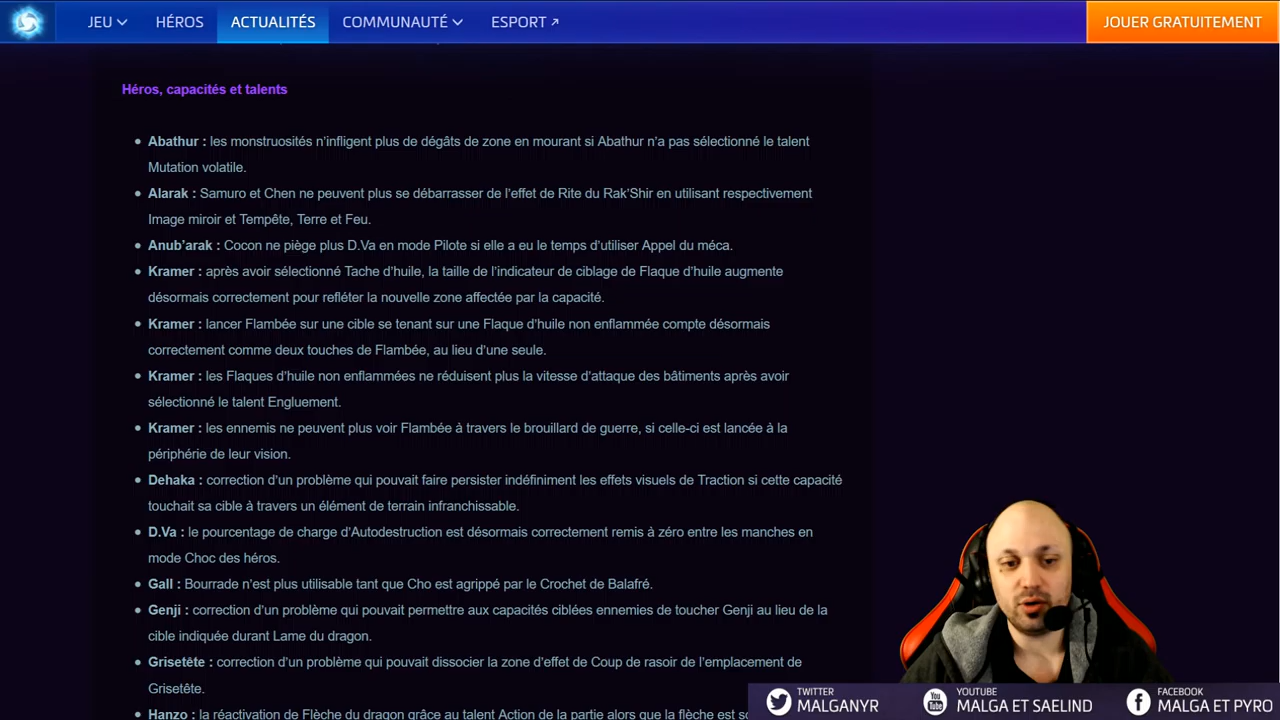 JEU HÉROS ACTUALITÉS COMMUNAUTÉ ESPORT JOUER GRATUITEMENT
Héros, capacités et talents
Abathur : les monstruosités n’infligent plus de dégâts de zone en mourant si Abathur n’a pas sélectionné le talent
Mutation volatile.
Alarak : Samuro et Chen ne peuvent plus se débarrasser de l’effet de Rite du Rak’Shir en utilisant respectivement
Image miroir et Tempête, Terre et Feu.
Anub’arak : Cocon ne piège plus D.Va en mode Pilote si elle a eu le temps d’utiliser Appel du méca.
Kramer : après avoir sélectionné Tache d’huile, la taille de l’indicateur de ciblage de Flaque d’huile augmente
désormais correctement pour refléter la nouvelle zone affectée par la capacité.
Kramer : lancer Flambée sur une cible se tenant sur une Flaque d’huile non enflammée compte désormais
correctement comme deux touches de Flambée, au lieu d’une seule.
Kramer : les Flaques d’huile non enflammées ne réduisent plus la vitesse d’attaque des bâtiments après avoir
sélectionné le talent Engluement.
Kramer : les ennemis ne peuvent plus voir Flambée à travers le brouillard de guerre, si celle-ci est lancée à la
périphérie de leur vision.
Dehaka : correction d’un problème qui pouvait faire persister indéfiniment les effets visuels de Traction si cette capacité
touchait sa cible à travers un élément de terrain infranchissable.
D.Va : le pourcentage de charge d’Autodestruction est désormais correctement remis à zéro entre les manches en
mode Choc des héros.
Gall : Bourrade n’est plus utilisable tant que Cho est agrippé par le Crochet de Balafré.
Genji : correction d’un problème qui pouvait permettre aux capacités ciblées ennemies de toucher Genji au lieu de la
cible indiquée durant Lame du dragon.
Grisetête : correction d’un problème qui pouvait dissocier la zone d’effet de Coup de rasoir de l’emplacement de
Grisetête.
Hanzo : la réactivation de Flèche du dragon grâce au talent Action de la partie alors que la flèche est
TWITTER
MALGANYR
YOUTUBE
MALGA ET SAELIND
FACEBOOK
MALGA ET PYRO